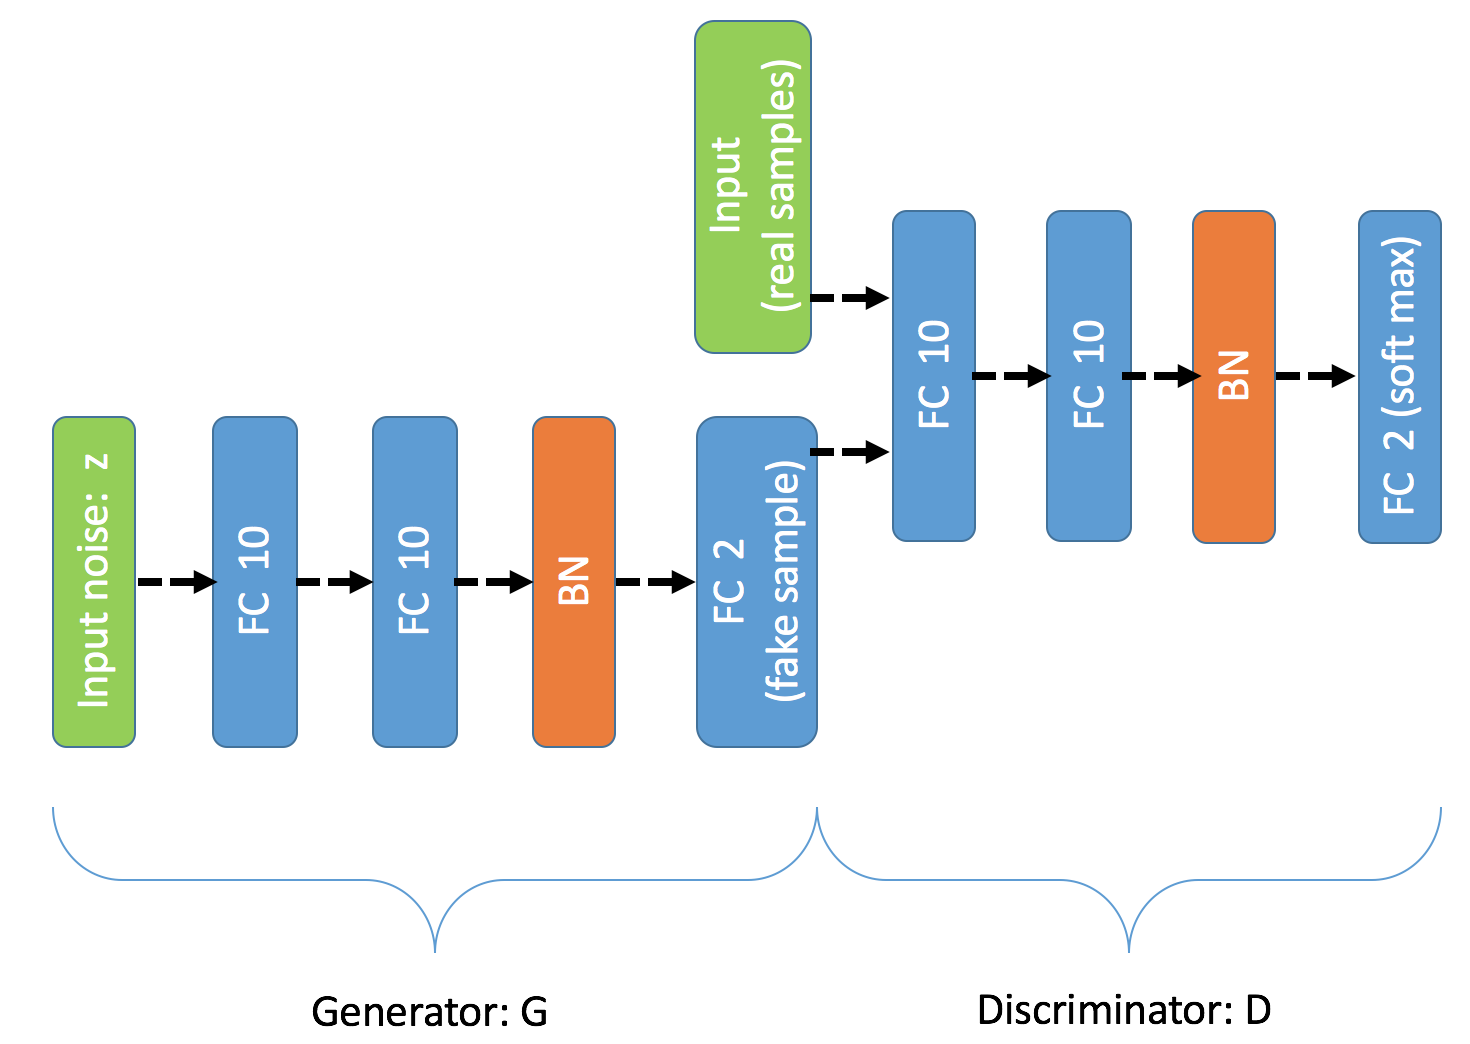 Input noise: z
FC 10
FC 10
BN
FC 2
(fake sample)
Input
(real samples)
FC 10
FC 10
BN
FC 2 (soft max)
Generator: G
Discriminator: D